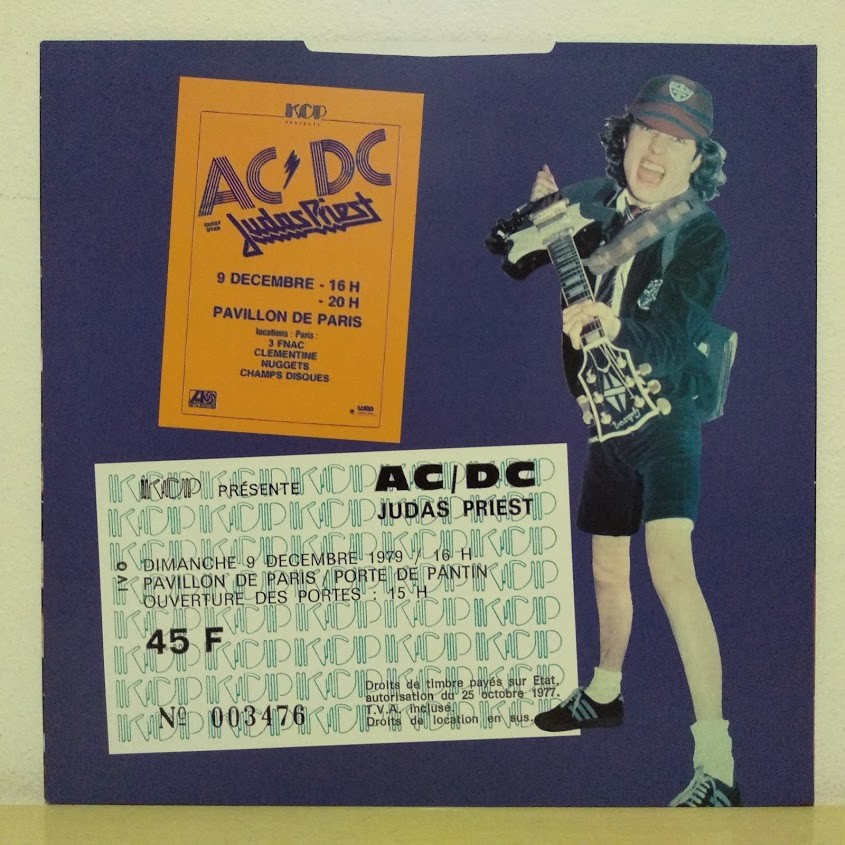 KCP
PRESENTE
AC DC
GUEST STAR
Judas Priest
9 DECEMBRE - 16 H
- 20 H
PAVILLON DE PARIS
locations : Paris :
3 FNAC
CLEMENTINE
NUGGETS
CHAMPS DISQUES
KCP PRÉSENTE
AC/DC
JUDAS PRIEST
IVO
DIMANCHE 9 DECEMBRE 1979 / 16 H
PAVILLON DE PARIS / PORTE DE PANTIN
OUVERTURE DES PORTES : 15 H
45 F
Nº 003476
Droits de timbre payés sur Etat,
autorisation du 25 octobre 1977.
T.V.A. incluse.
Droits de location en sus.